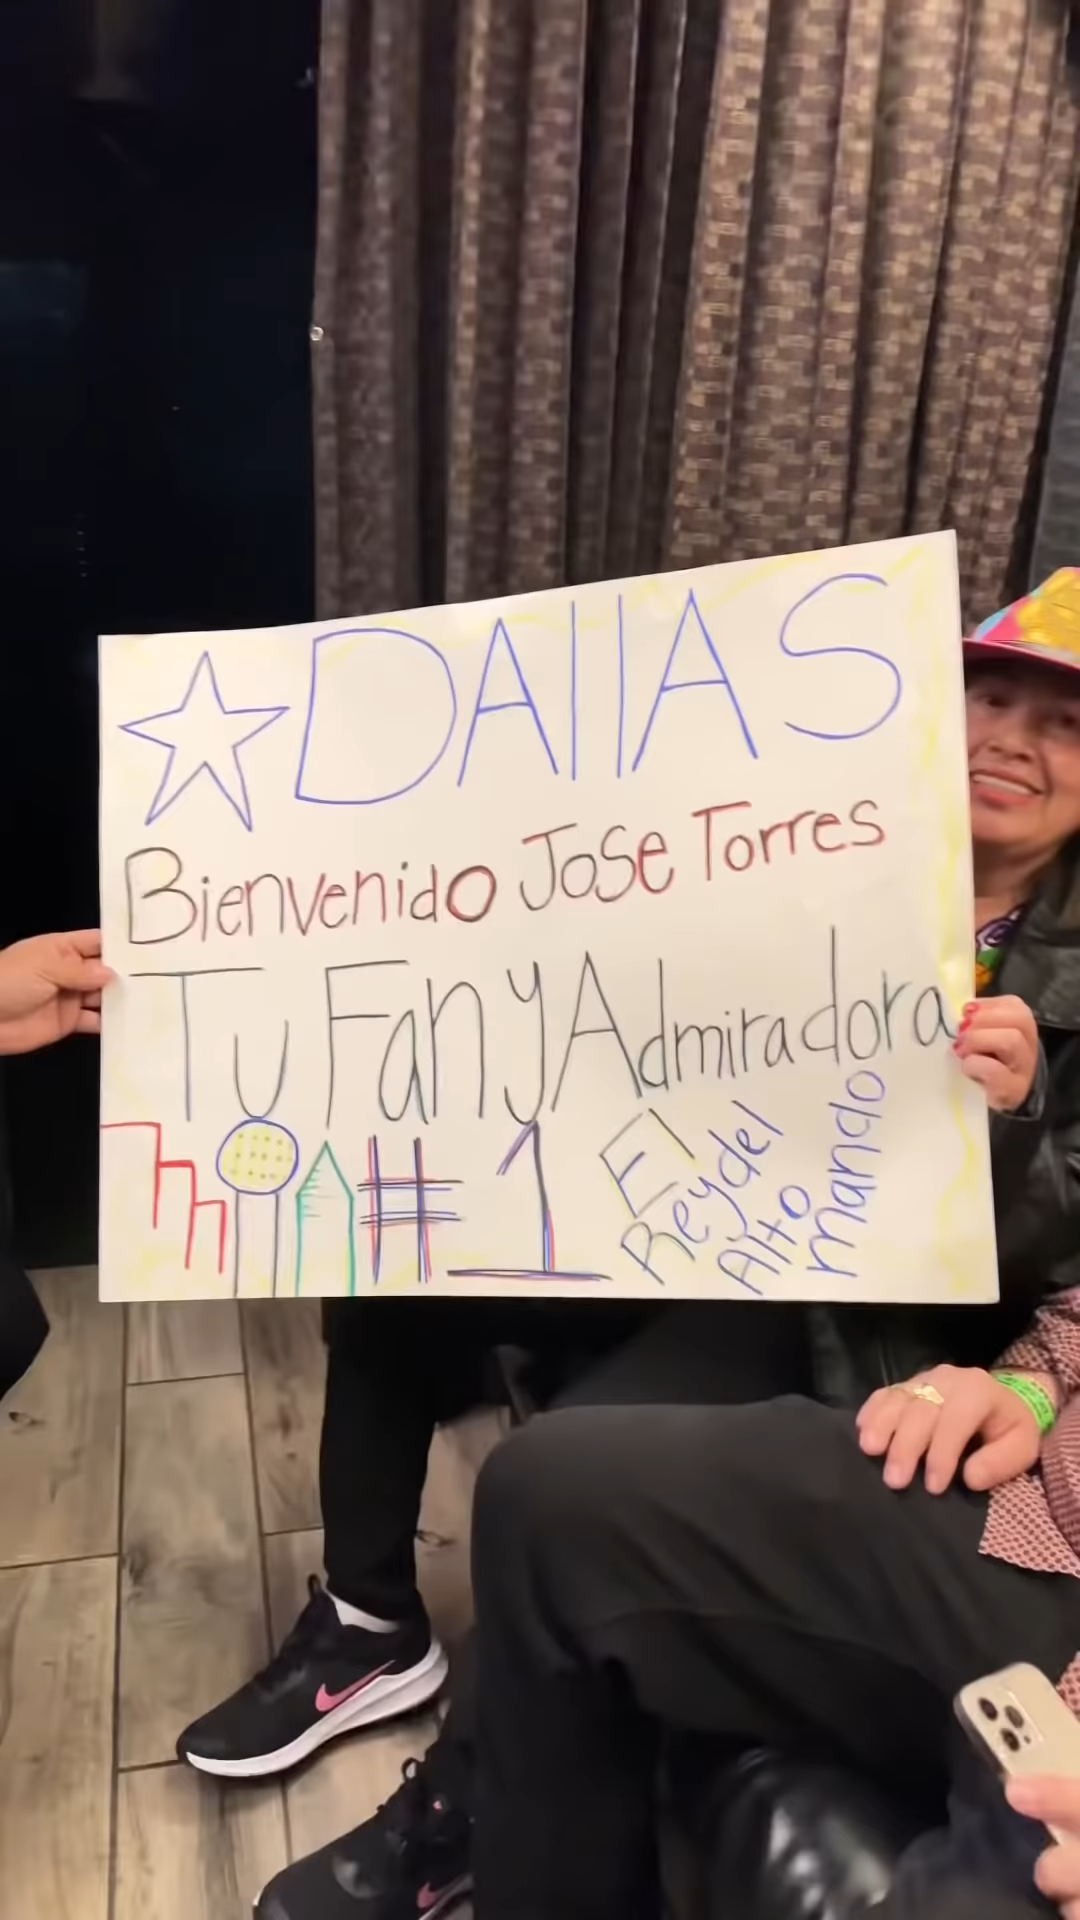 DAllAS
Bienvenido Jose Torres
Tu Fan y Admiradora
#1
El
Rey del
Alto
mando